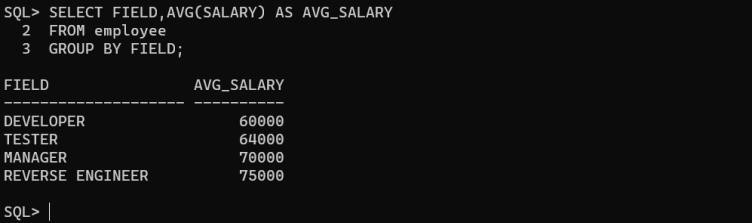 SQL> SELECT FIELD,AVG(SALARY) AS AVG_SALARY
  2  FROM employee
  3  GROUP BY FIELD;
FIELD                AVG_SALARY
-------------------- ----------
DEVELOPER                 60000
TESTER                    64000
MANAGER                   70000
REVERSE ENGINEER          75000
SQL>